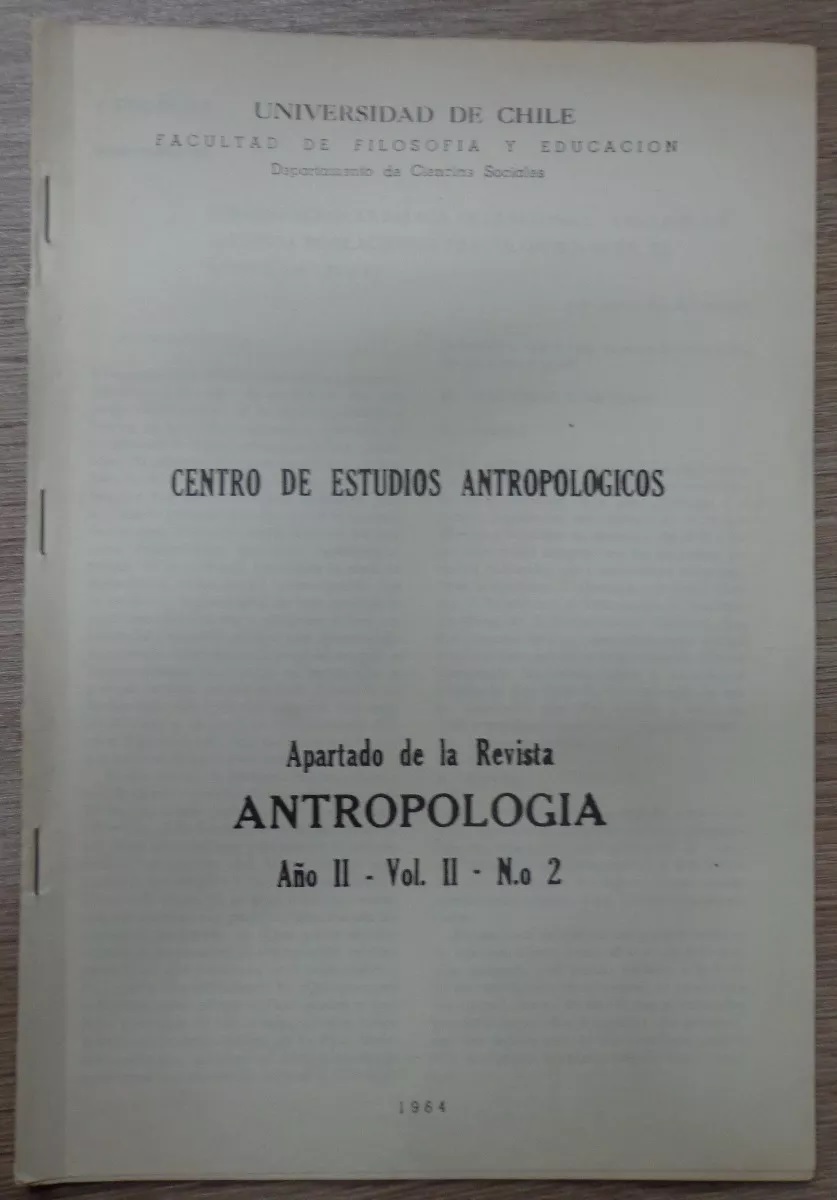 UNIVERSIDAD DE CHILE
FACULTAD DE FILOSOFIA Y EDUCACION
Departamento de Ciencias Sociales
CENTRO DE ESTUDIOS ANTROPOLOGICOS
Apartado de la Revista
ANTROPOLOGIA
Año II - Vol. II - N.o 2
1964